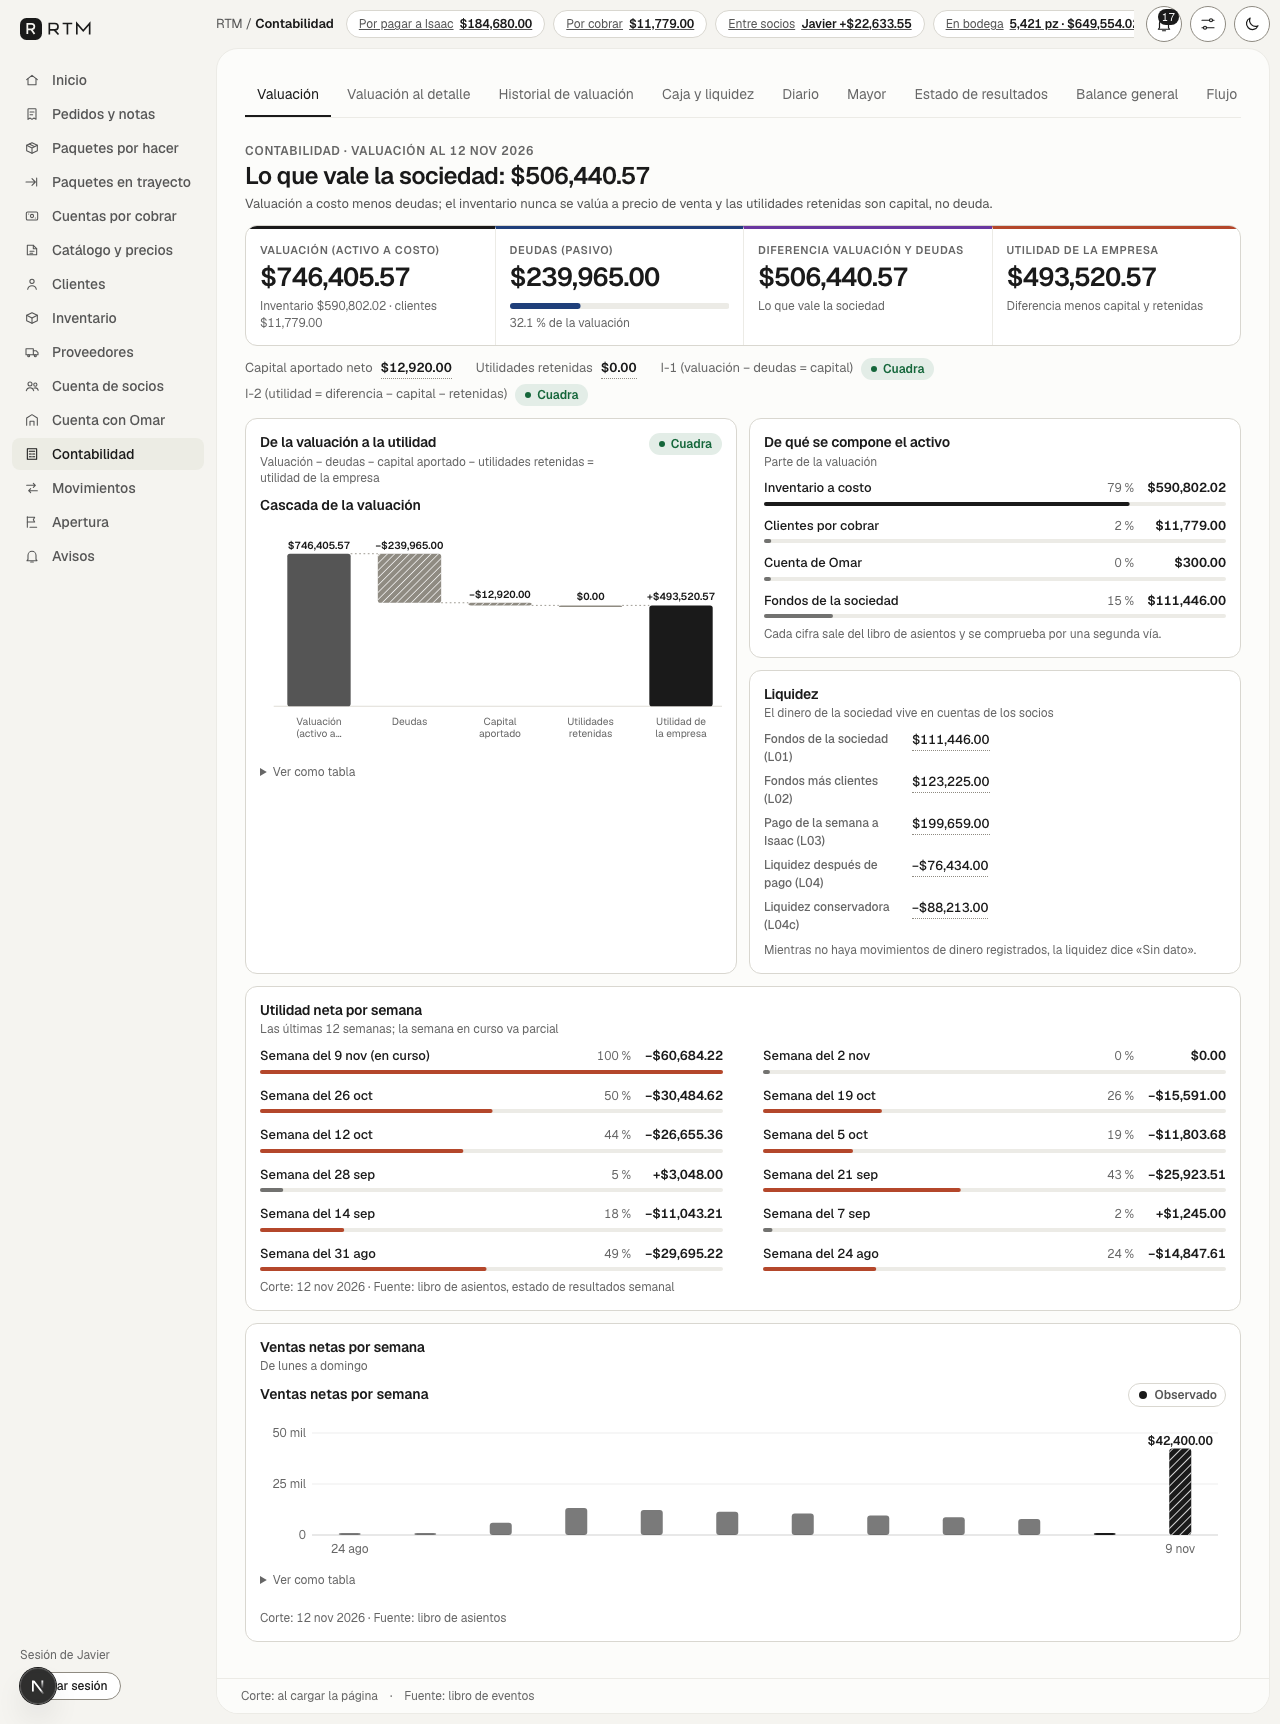 R RTM
RTM / Contabilidad
Por pagar a Isaac $184,680.00
Por cobrar $11,779.00
Entre socios Javier +$22,633.55
En bodega 5,421 pz · $649,554.0
17
Inicio
Pedidos y notas
Paquetes por hacer
Paquetes en trayecto
Cuentas por cobrar
Catálogo y precios
Clientes
Inventario
Proveedores
Cuenta de socios
Cuenta con Omar
Contabilidad
Movimientos
Apertura
Avisos
Sesión de Javier
N ar sesión
Valuación Valuación al detalle Historial de valuación Caja y liquidez Diario Mayor Estado de resultados Balance general Flujo
CONTABILIDAD · VALUACIÓN AL 12 NOV 2026
Lo que vale la sociedad: $506,440.57
Valuación a costo menos deudas; el inventario nunca se valúa a precio de venta y las utilidades retenidas son capital, no deuda.
VALUACIÓN (ACTIVO A COSTO)
$746,405.57
Inventario $590,802.02 · clientes
$11,779.00
DEUDAS (PASIVO)
$239,965.00
32.1 % de la valuación
DIFERENCIA VALUACIÓN Y DEUDAS
$506,440.57
Lo que vale la sociedad
UTILIDAD DE LA EMPRESA
$493,520.57
Diferencia menos capital y retenidas
Capital aportado neto $12,920.00 Utilidades retenidas $0.00 I-1 (valuación − deudas = capital) Cuadra
I-2 (utilidad = diferencia − capital − retenidas) Cuadra
De la valuación a la utilidad
Cuadra
Valuación − deudas − capital aportado − utilidades retenidas =
utilidad de la empresa
Cascada de la valuación
$746,405.57 −$239,965.00 −$12,920.00 $0.00 +$493,520.57
Valuación
(activo a...
Deudas
Capital
aportado
Utilidades
retenidas
Utilidad de
la empresa
Ver como tabla
De qué se compone el activo
Parte de la valuación
Inventario a costo 79 % $590,802.02
Clientes por cobrar 2 % $11,779.00
Cuenta de Omar 0 % $300.00
Fondos de la sociedad 15 % $111,446.00
Cada cifra sale del libro de asientos y se comprueba por una segunda vía.
Liquidez
El dinero de la sociedad vive en cuentas de los socios
Fondos de la sociedad
(L01)
$111,446.00
Fondos más clientes
(L02)
$123,225.00
Pago de la semana a
Isaac (L03)
$199,659.00
Liquidez después de
pago (L04)
−$76,434.00
Liquidez conservadora
(L04c)
−$88,213.00
Mientras no haya movimientos de dinero registrados, la liquidez dice «Sin dato».
Utilidad neta por semana
Las últimas 12 semanas; la semana en curso va parcial
Semana del 9 nov (en curso) 100 % −$60,684.22
Semana del 2 nov 0 % $0.00
Semana del 26 oct 50 % −$30,484.62
Semana del 19 oct 26 % −$15,591.00
Semana del 12 oct 44 % −$26,655.36
Semana del 5 oct 19 % −$11,803.68
Semana del 28 sep 5 % +$3,048.00
Semana del 21 sep 43 % −$25,923.51
Semana del 14 sep 18 % −$11,043.21
Semana del 7 sep 2 % +$1,245.00
Semana del 31 ago 49 % −$29,695.22
Semana del 24 ago 24 % −$14,847.61
Corte: 12 nov 2026 · Fuente: libro de asientos, estado de resultados semanal
Ventas netas por semana
De lunes a domingo
Ventas netas por semana
Observado
50 mil
25 mil
0
$42,400.00
24 ago 9 nov
Ver como tabla
Corte: 12 nov 2026 · Fuente: libro de asientos
Corte: al cargar la página · Fuente: libro de eventos